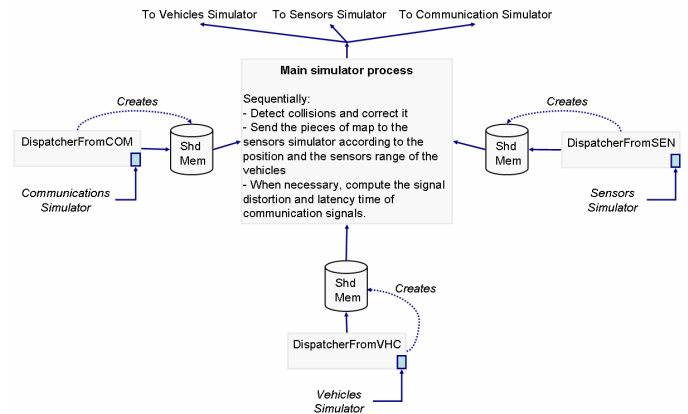 To Vehicles Simulator To Sensors Simulator To Communication Simulator
Main simulator process
Sequentially:
- Detect collisions and correct it
- Send the pieces of map to the
sensors simulator according to the
position and the sensors range of the
vehicles
- When necessary, compute the signal
distortion and latency time of
communication signals.
Creates
DispatcherFromCOM
Shd
Mem
Communications
Simulator
Creates
Shd
Mem
DispatcherFromSEN
Sensors
Simulator
Shd
Mem
Creates
DispatcherFromVHC
Vehicles
Simulator